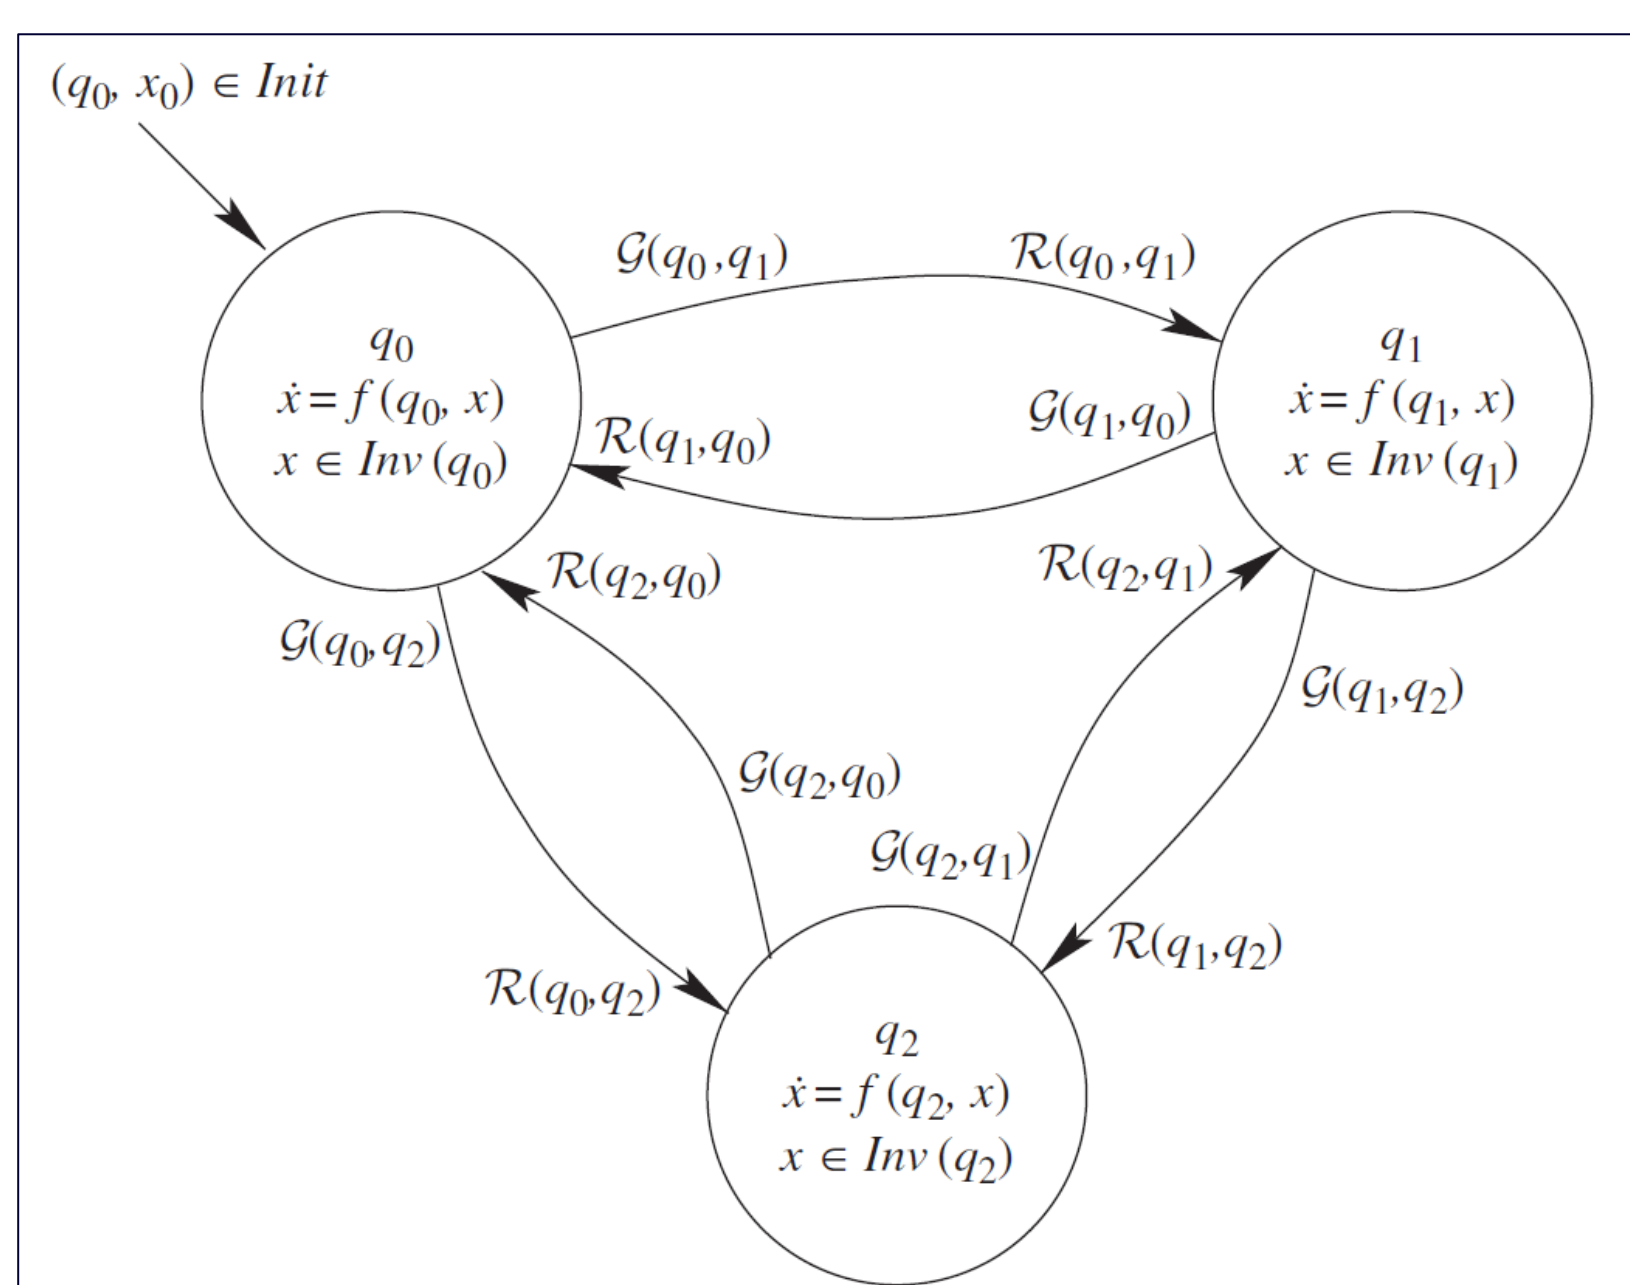 (q₀, x₀) ∈ Init
𝒢(q₀,q₁)
ℛ(q₀,q₁)
q₀
ẋ = f (q₀, x)
x ∈ Inv (q₀)
q₁
ẋ = f (q₁, x)
x ∈ Inv (q₁)
ℛ(q₁,q₀)
𝒢(q₁,q₀)
ℛ(q₂,q₀)
ℛ(q₂,q₁)
𝒢(q₀,q₂)
𝒢(q₁,q₂)
𝒢(q₂,q₀)
𝒢(q₂,q₁)
ℛ(q₁,q₂)
ℛ(q₀,q₂)
q₂
ẋ = f (q₂, x)
x ∈ Inv (q₂)